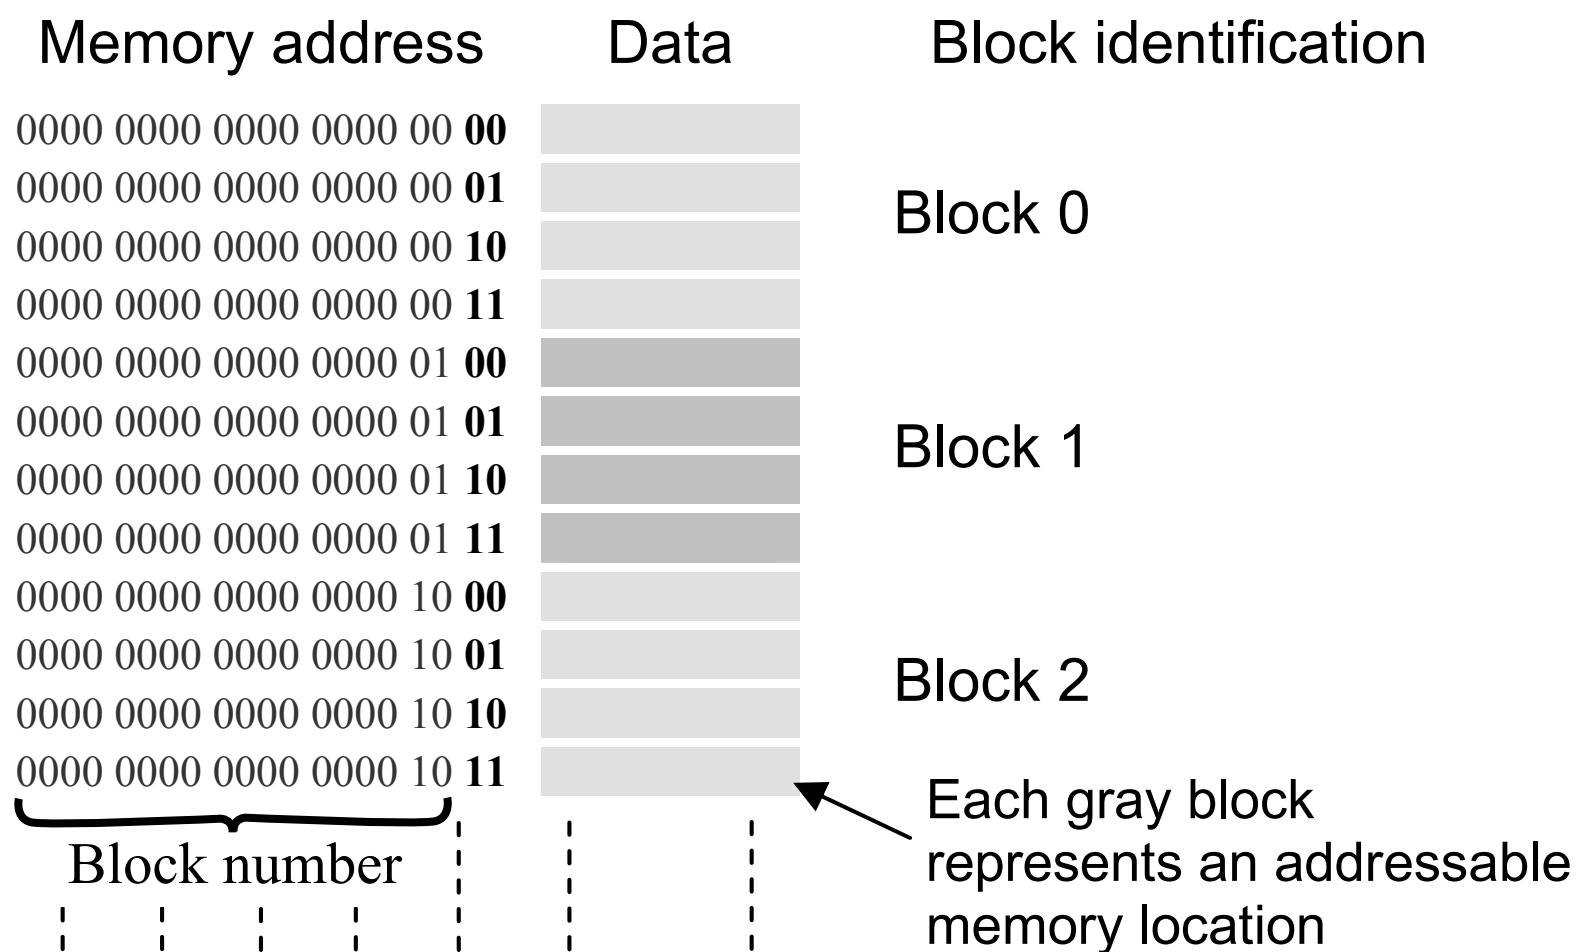 Memory address Data Block identification
0000 0000 0000 0000 00 00
0000 0000 0000 0000 00 01
Block 0
0000 0000 0000 0000 00 10
0000 0000 0000 0000 00 11
0000 0000 0000 0000 01 00
0000 0000 0000 0000 01 01
Block 1
0000 0000 0000 0000 01 10
0000 0000 0000 0000 01 11
0000 0000 0000 0000 10 00
0000 0000 0000 0000 10 01
Block 2
0000 0000 0000 0000 10 10
0000 0000 0000 0000 10 11
Block number
Each gray block
represents an addressable
memory location